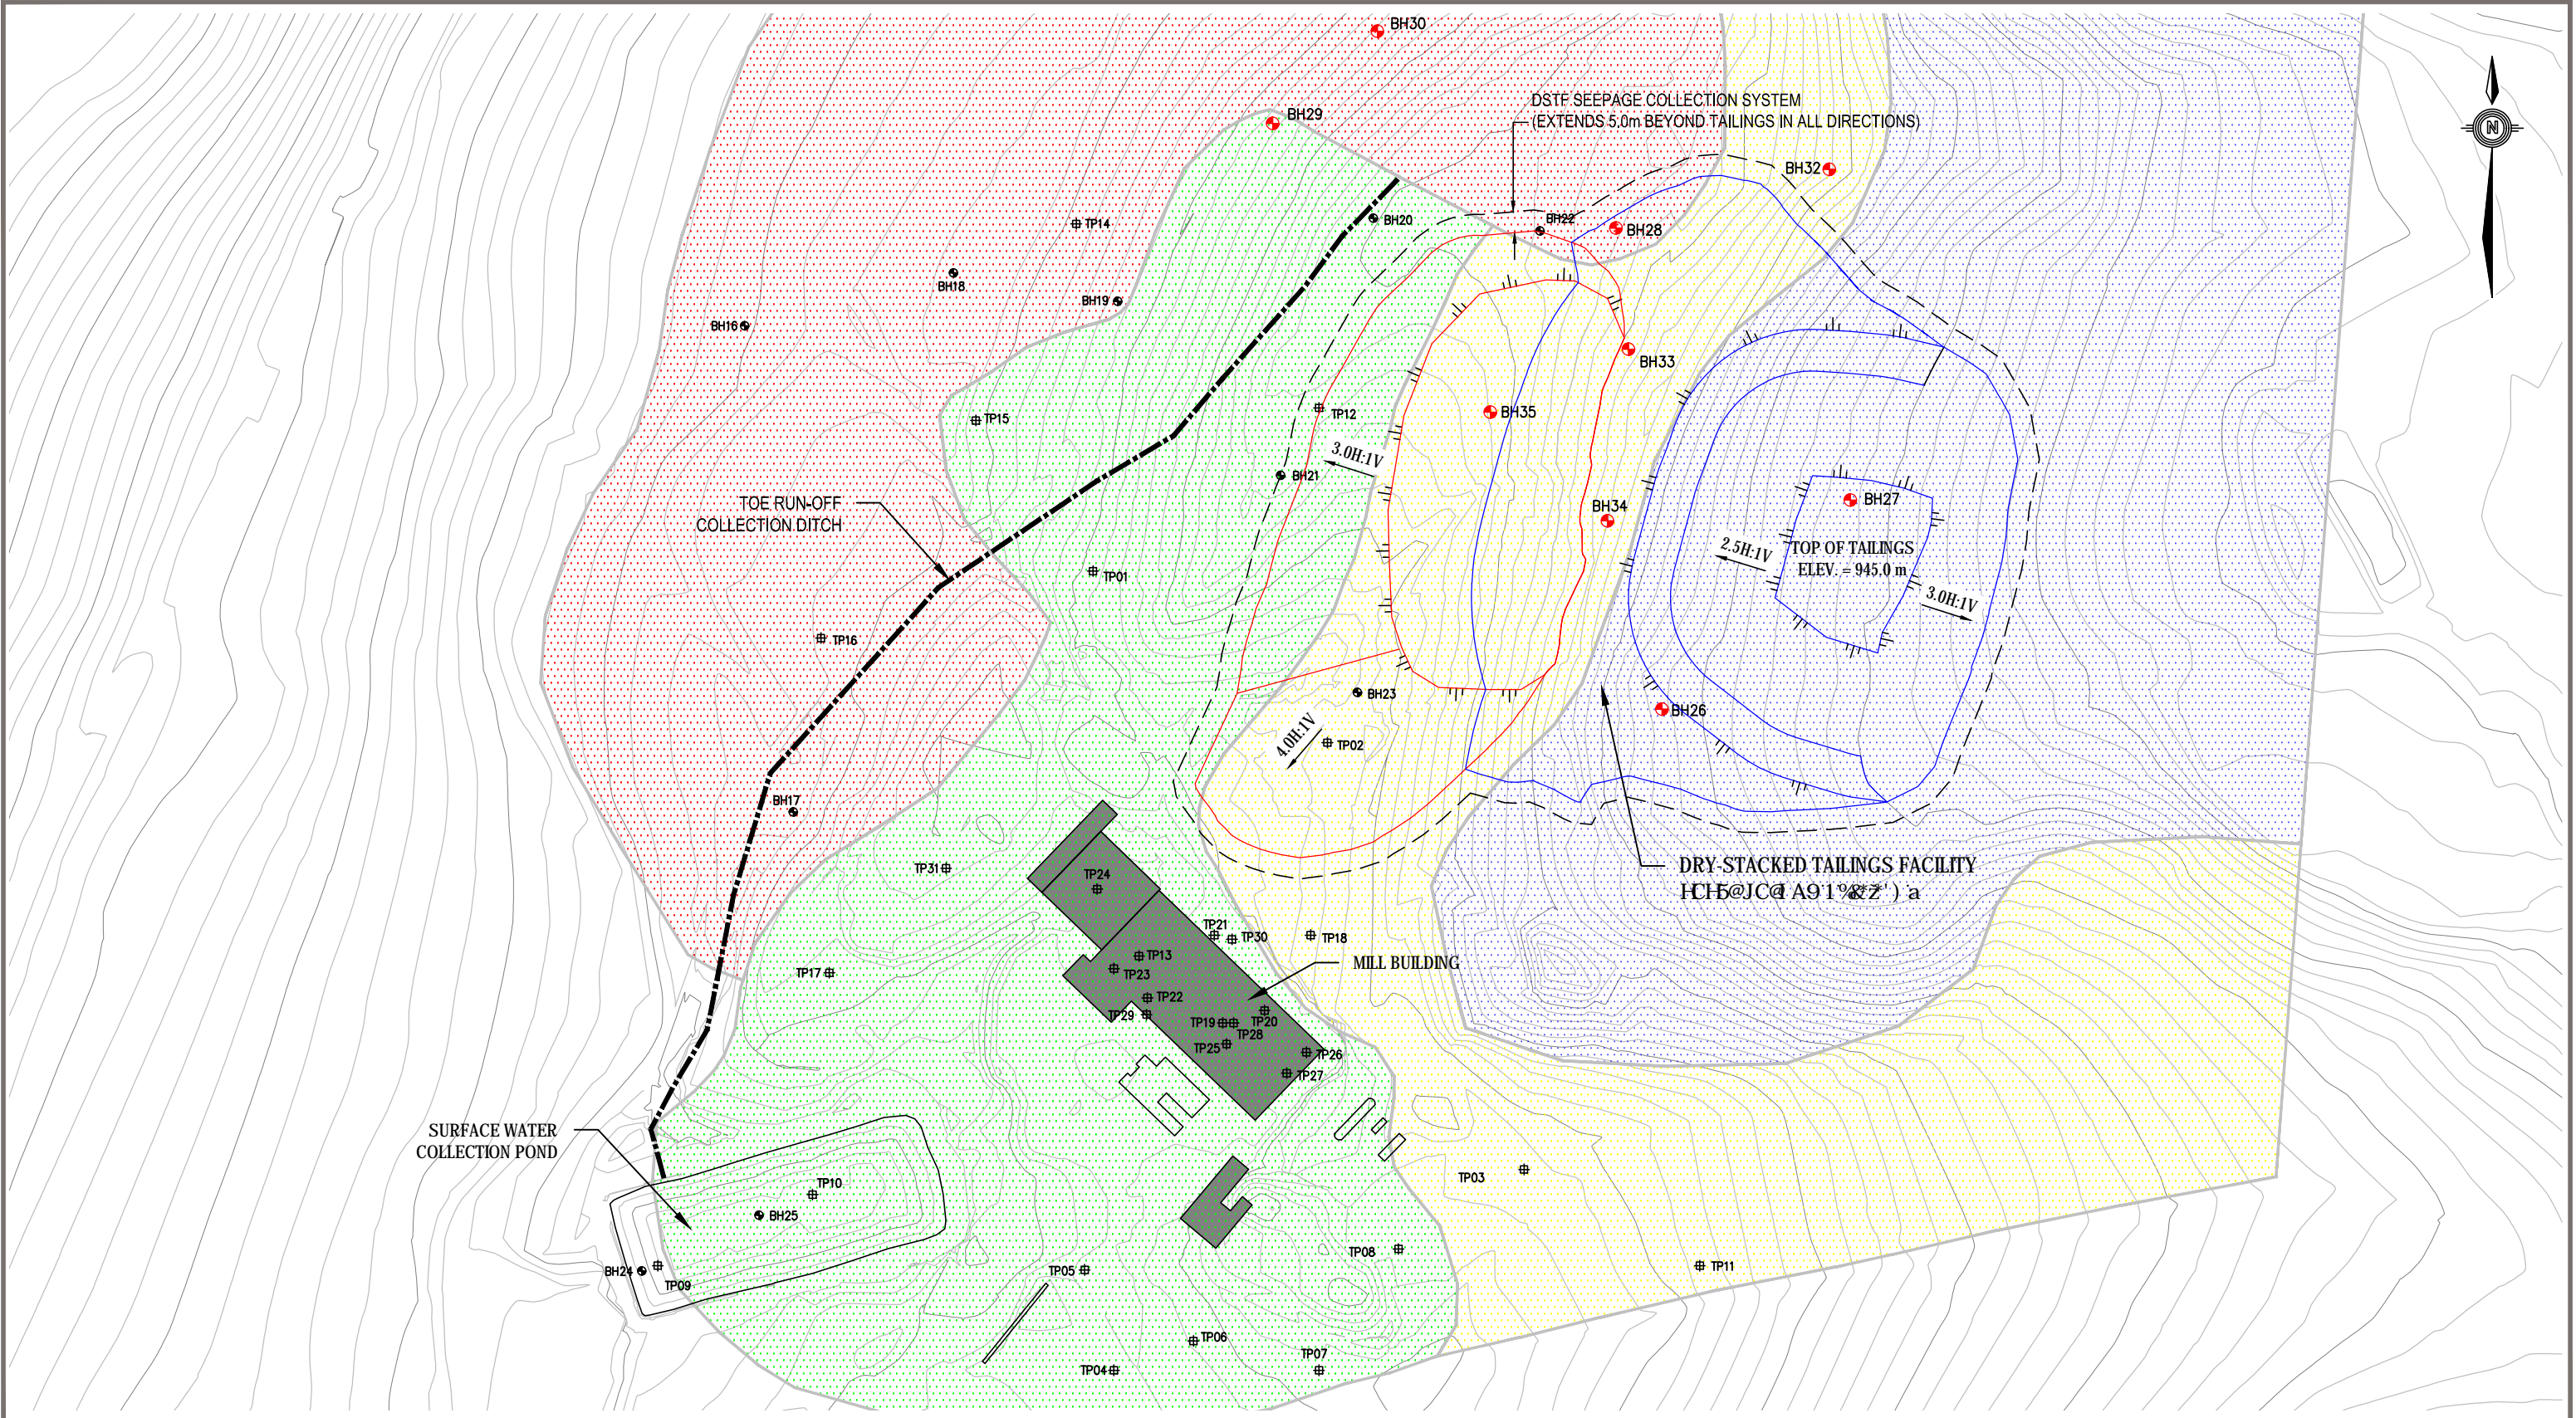 BH30
DSTF SEEPAGE COLLECTION SYSTEM
(EXTENDS 5.0m BEYOND TAILINGS IN ALL DIRECTIONS)
N
BH29
BH32
TP14
BH20
BH22
BH28
BH18
BH19
BH16
BH33
TP15
TP12
BH35
3.0H:1V
BH21
BH27
TOE RUN-OFF
COLLECTION DITCH
BH34
2.5H:1V
TOP OF TAILINGS
ELEV. = 945.0 m
TP01
3.0H:1V
TP16
BH23
BH26
4.0H:1V
TP02
BH17
TP31
TP24
DRY-STACKED TAILINGS FACILITY
TP21
TP30
TP18
TP13
MILL BUILDING
TP17
TP23
TP22
TP29
TP19
TP20
TP28
TP25
TP26
TP27
SURFACE WATER
COLLECTION POND
TP03
TP10
BH25
TP08
BH24
TP09
TP05
TP11
TP06
TP07
TP04